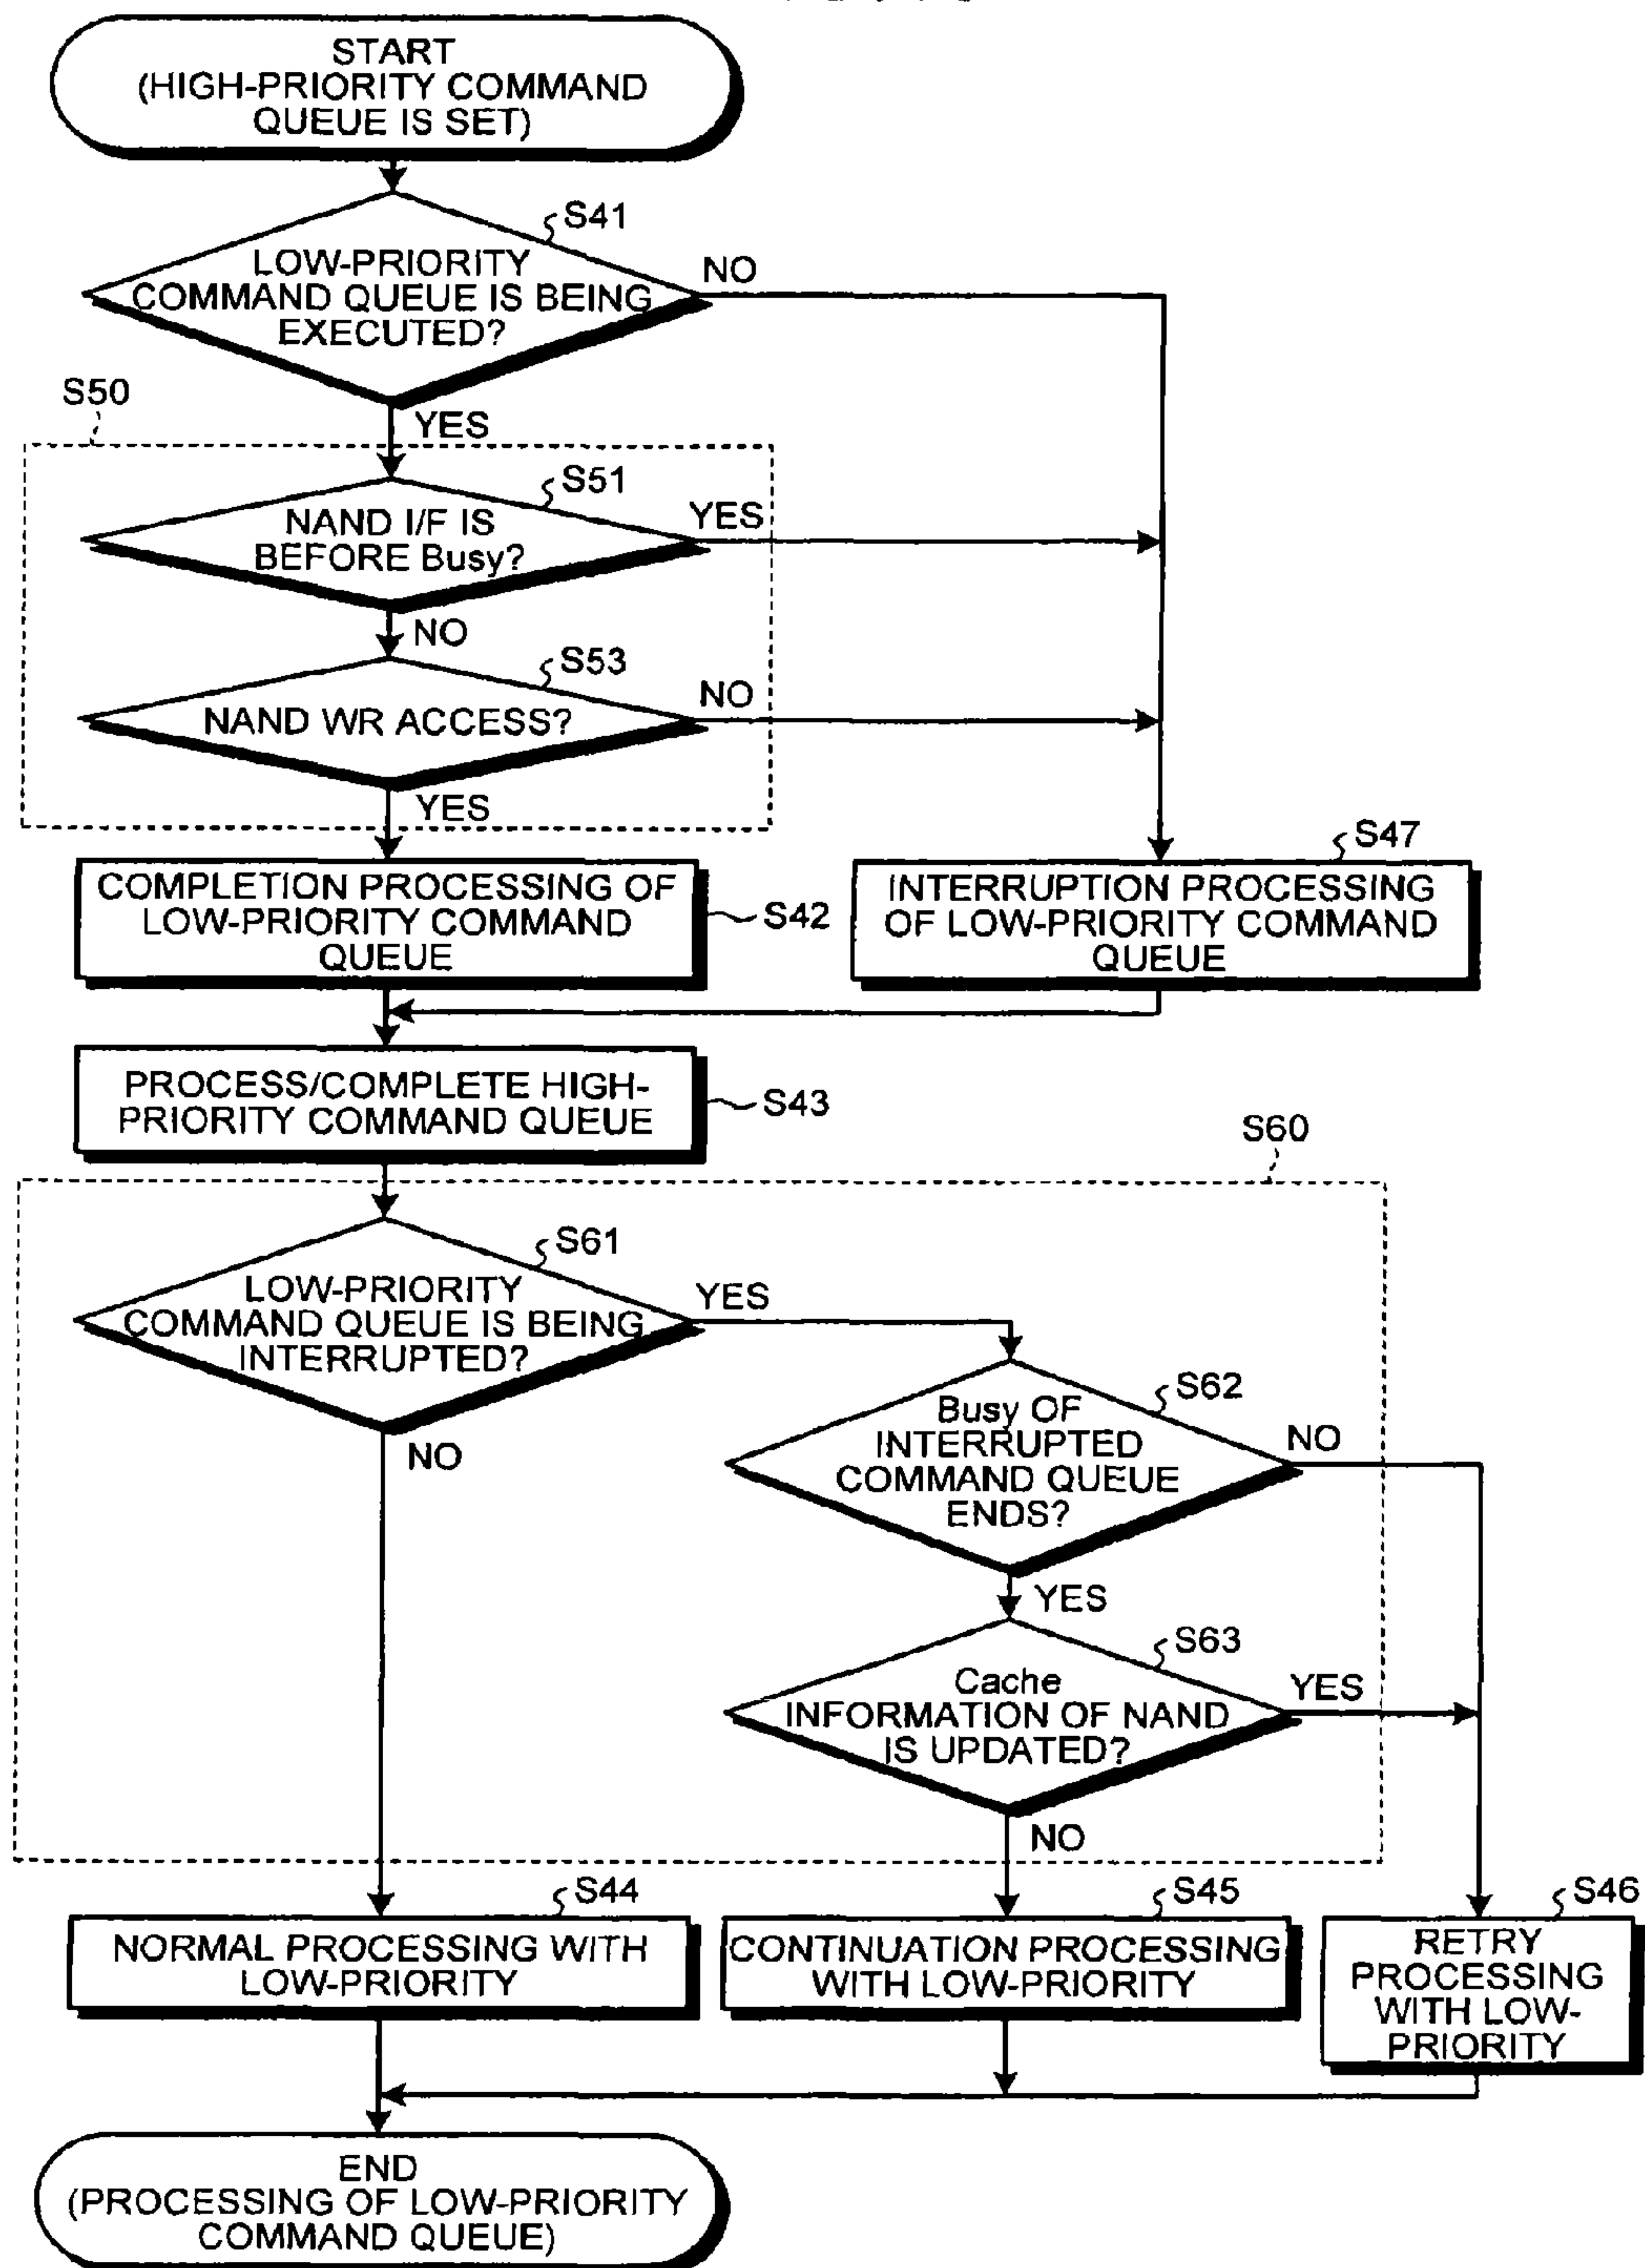 START
(HIGH-PRIORITY COMMAND
QUEUE IS SET)
S41
LOW-PRIORITY
COMMAND QUEUE IS BEING
EXECUTED?
NO
YES
S50
S51
NAND I/F IS
BEFORE Busy?
YES
NO
S53
NAND WR ACCESS?
NO
YES
COMPLETION PROCESSING OF
LOW-PRIORITY COMMAND
QUEUE
S42
S47
INTERRUPTION PROCESSING
OF LOW-PRIORITY COMMAND
QUEUE
PROCESS/COMPLETE HIGH-
PRIORITY COMMAND QUEUE
S43
S60
S61
LOW-PRIORITY
COMMAND QUEUE IS BEING
INTERRUPTED?
YES
NO
S62
Busy OF
INTERRUPTED
COMMAND QUEUE
ENDS?
NO
YES
S63
Cache
INFORMATION OF NAND
IS UPDATED?
YES
NO
S44
NORMAL PROCESSING WITH
LOW-PRIORITY
S45
CONTINUATION PROCESSING
WITH LOW-PRIORITY
S46
RETRY
PROCESSING
WITH LOW-
PRIORITY
END
(PROCESSING OF LOW-PRIORITY
COMMAND QUEUE)